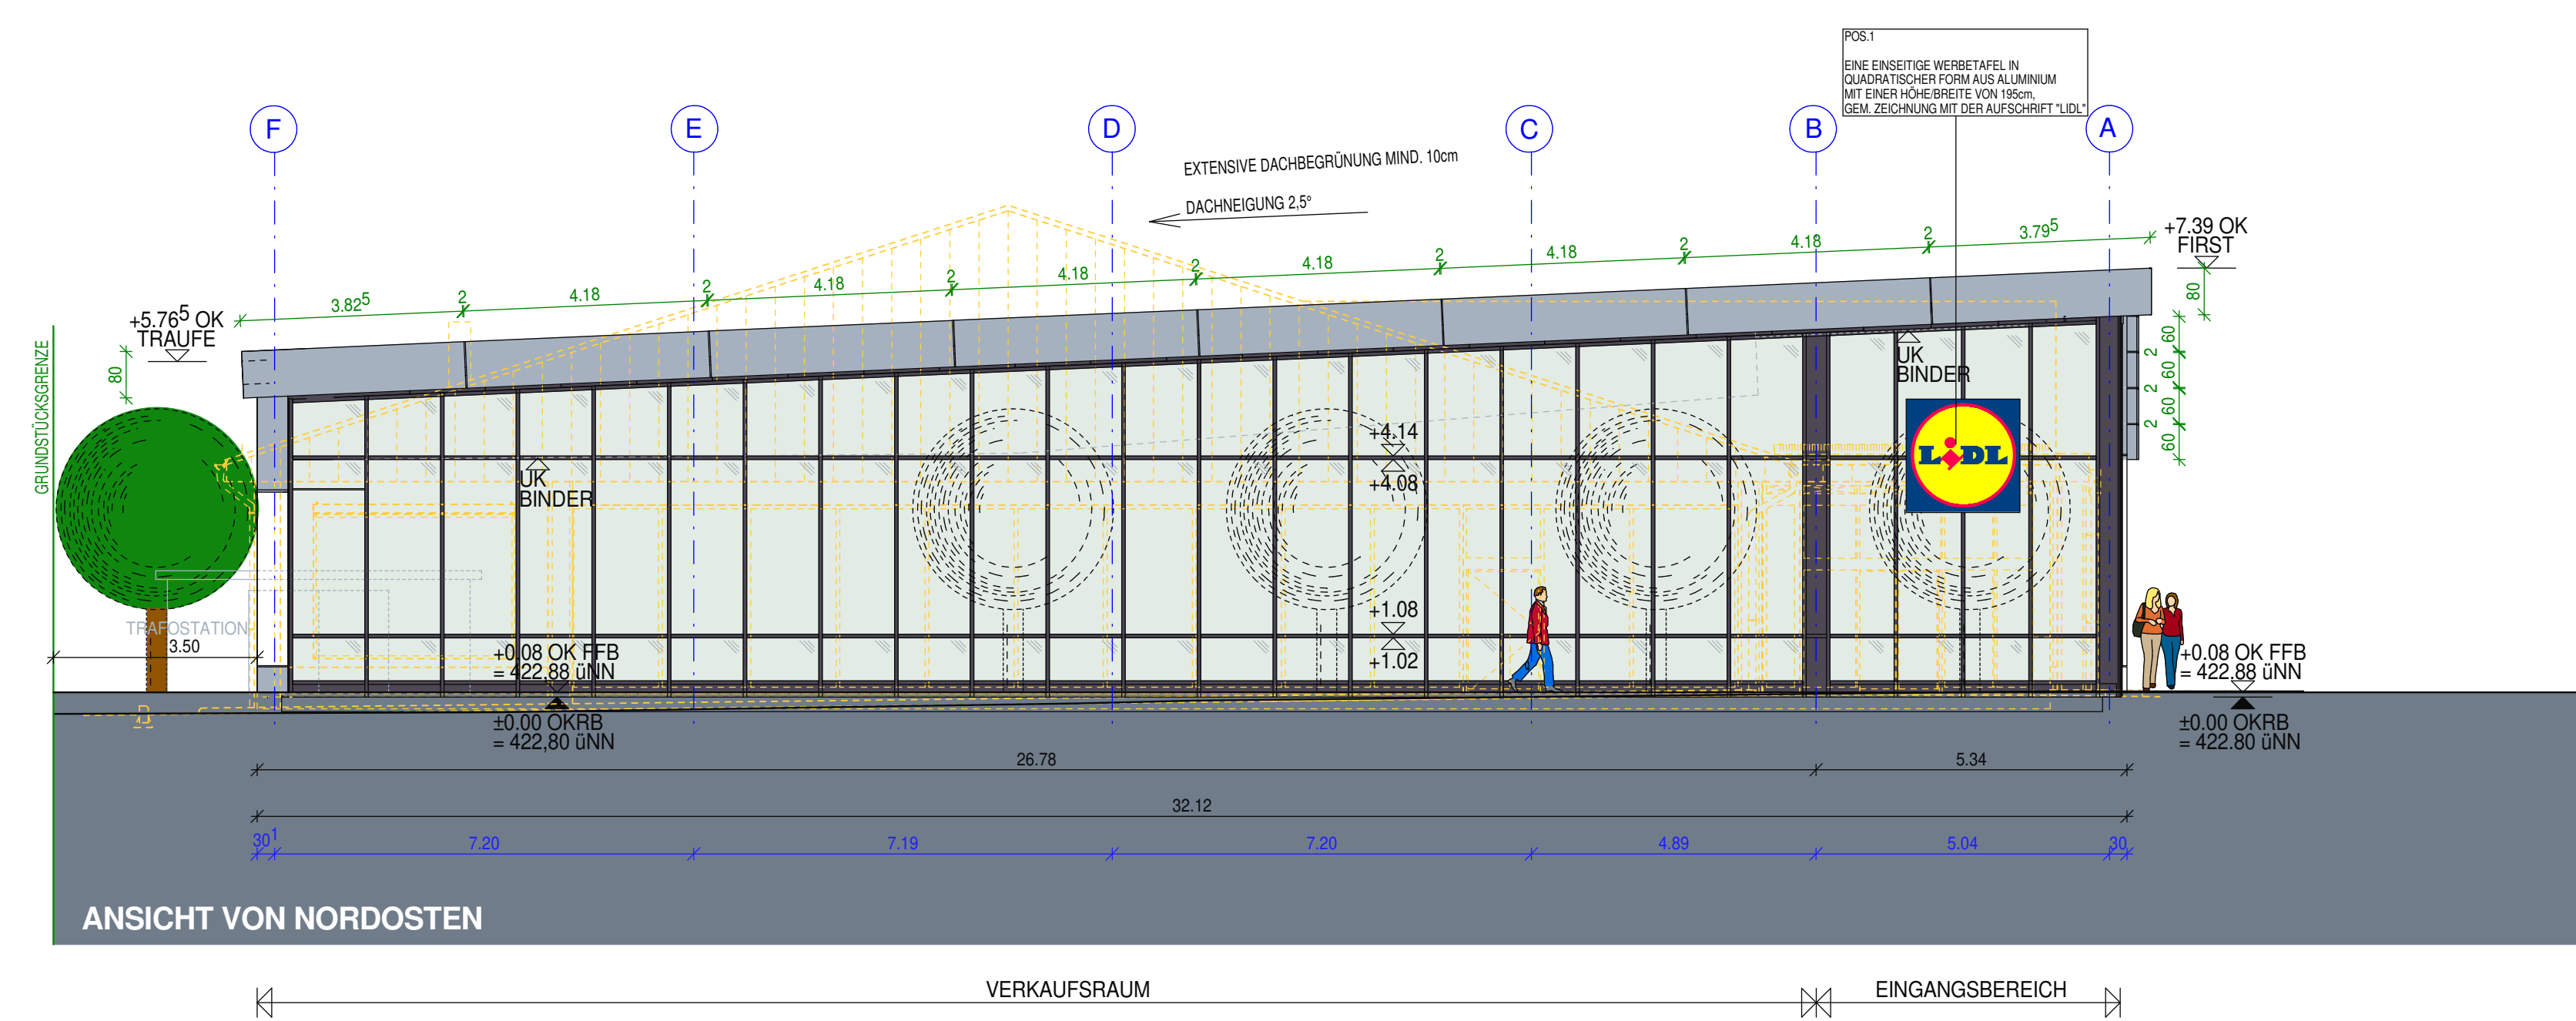 POS.1
EINE EINSEITIGE WERBETAFEL IN
QUADRATISCHER FORM AUS ALUMINIUM
MIT EINER HÖHE/BREITE VON 195cm,
GEM. ZEICHNUNG MIT DER AUFSCHRIFT "LIDL"
F
E
D
C
B
A
EXTENSIVE DACHBEGRÜNUNG MIND. 10cm
DACHNEIGUNG 2,5°
3.82⁵
2
4.18
2
4.18
2
4.18
2
4.18
2
4.18
2
4.18
2
3.79⁵
+7.39 OK
FIRST
80
+5.76⁵ OK
TRAUFE
80
GRUNDSTÜCKSGRENZE
60
2
60
2
60
2
60
UK
BINDER
UK
BINDER
LIDL
+4.14
+4.08
+1.08
+1.02
TRAFOSTATION
3.50
+0.08 OK FFB
= 422,88 üNN
±0.00 OKRB
= 422,80 üNN
+0.08 OK FFB
= 422.88 üNN
±0.00 OKRB
= 422.80 üNN
26.78
5.34
32.12
30¹
7.20
7.19
7.20
4.89
5.04
30
ANSICHT VON NORDOSTEN
VERKAUFSRAUM
EINGANGSBEREICH